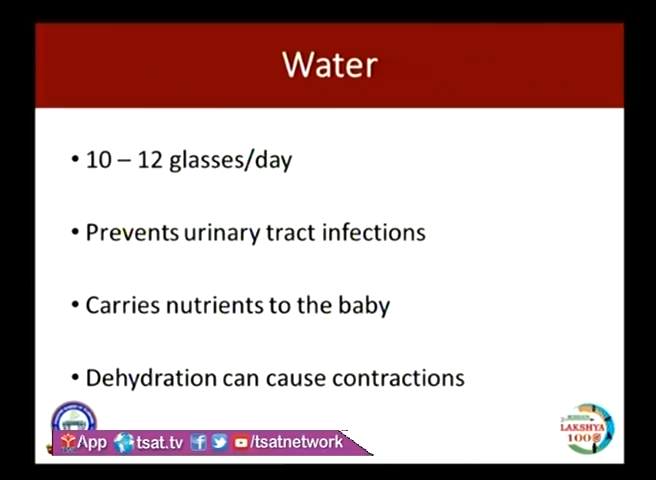 Water
• 10 – 12 glasses/day
• Prevents urinary tract infections
• Carries nutrients to the baby
• Dehydration can cause contractions
App tsat.tv /tsatnetwork
LAKSHYA
100